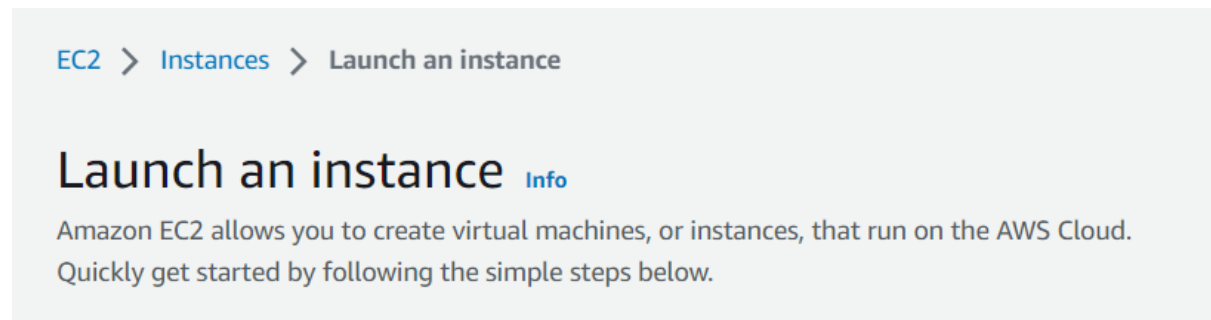 EC2 > Instances > Launch an instance
Launch an instance Info
Amazon EC2 allows you to create virtual machines, or instances, that run on the AWS Cloud.
Quickly get started by following the simple steps below.